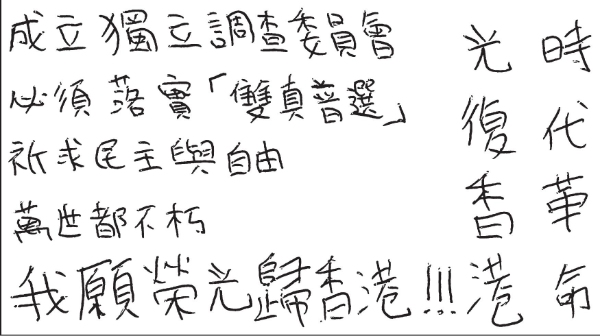 成立獨立調查委員會
必須落實「雙真普選」
祈求民主與自由
萬世都不朽
我願榮光歸香港!!!
光復香港
時代革命